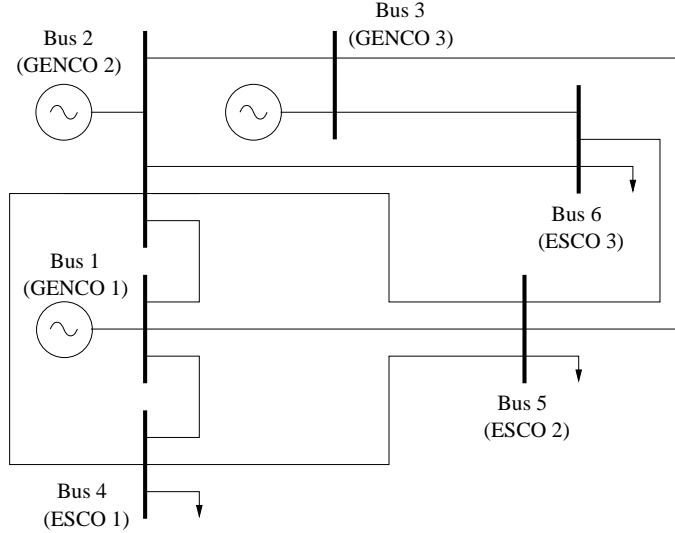 Bus 2
(GENCO 2)
Bus 3
(GENCO 3)
Bus 6
(ESCO 3)
Bus 1
(GENCO 1)
Bus 5
(ESCO 2)
Bus 4
(ESCO 1)